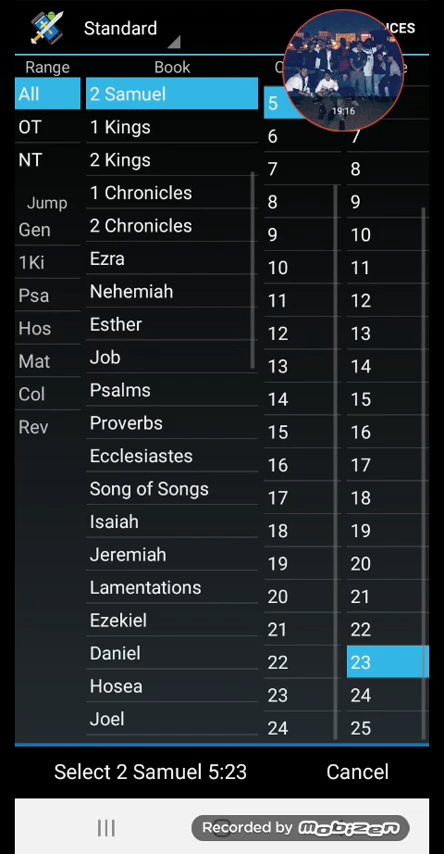 Standard
ICES
Range
All
OT
NT
Jump
Gen
1Ki
Psa
Hos
Mat
Col
Rev
Book
2 Samuel
1 Kings
2 Kings
1 Chronicles
2 Chronicles
Ezra
Nehemiah
Esther
Job
Psalms
Proverbs
Ecclesiastes
Song of Songs
Isaiah
Jeremiah
Lamentations
Ezekiel
Daniel
Hosea
Joel
5
6
7
8
9
10
11
12
13
14
15
16
17
18
19
20
21
22
23
24
19:16
7
8
9
10
11
12
13
14
15
16
17
18
19
20
21
22
23
24
25
Select 2 Samuel 5:23
Cancel
Recorded by mobizen